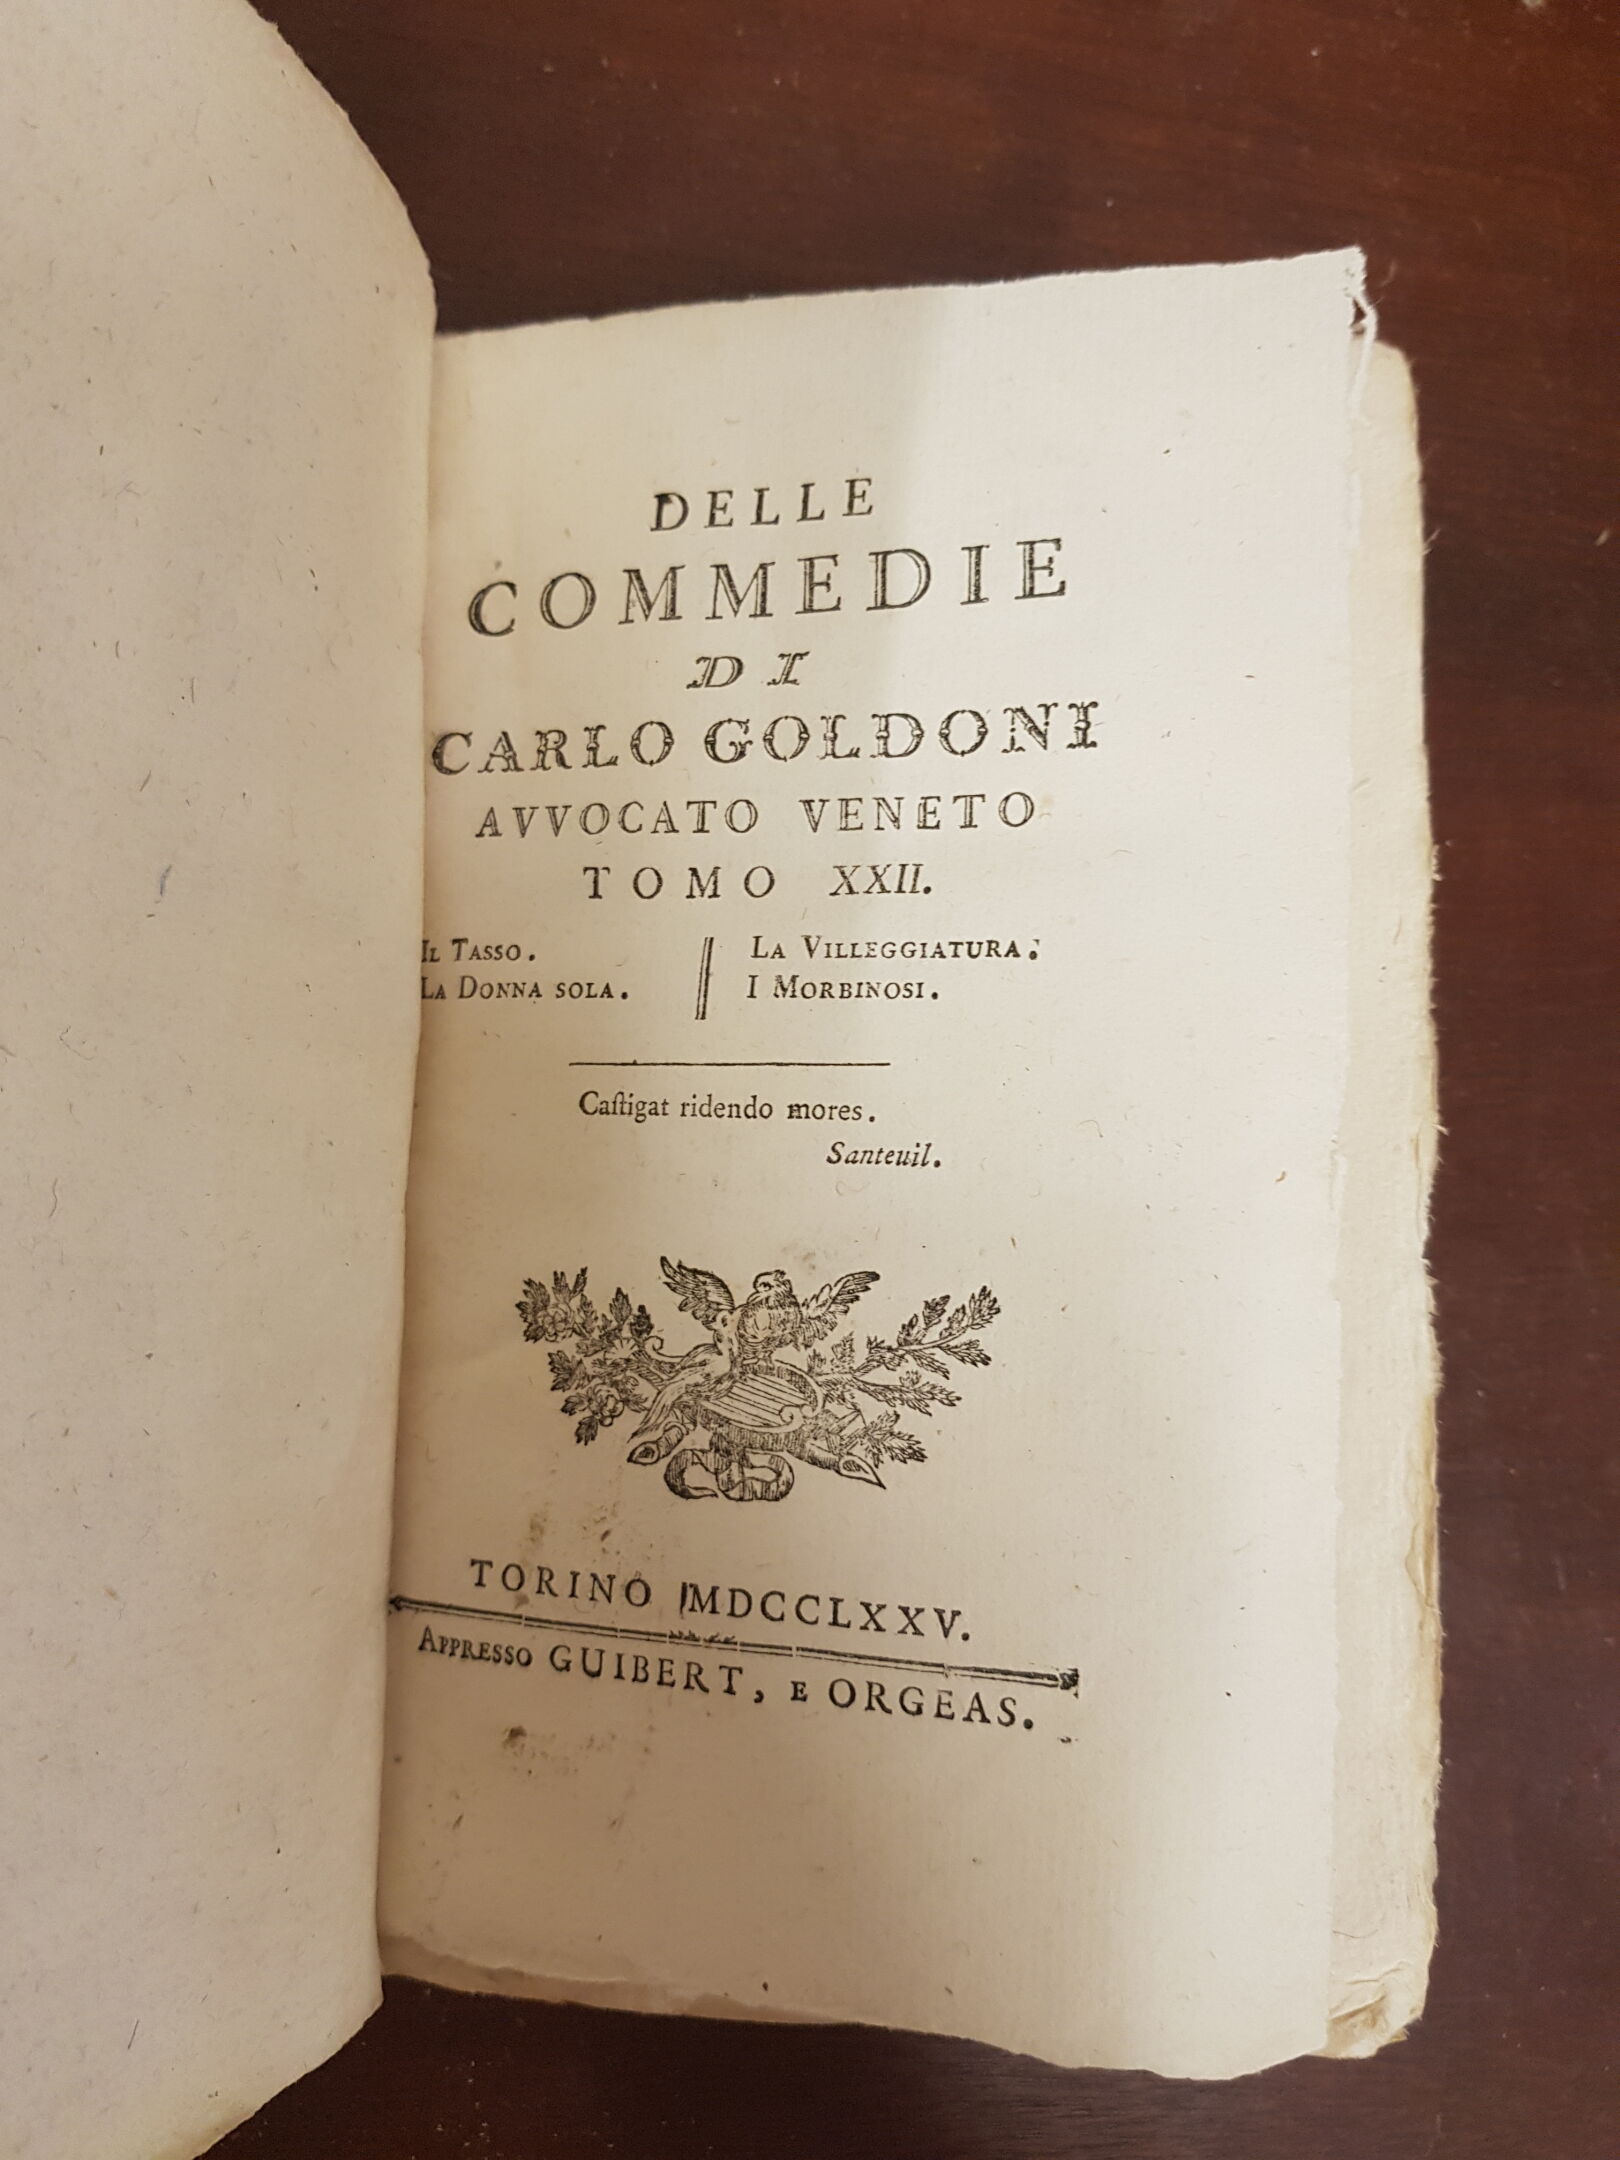 DELLE
COMMEDIE
DI
CARLO GOLDONI
AVVOCATO VENETO
TOMO XXII.
IL TASSO. LA VILLEGGIATURA.
LA DONNA SOLA. I MORBINOSI.
Caſtigat ridendo mores.
Santeuil.
TORINO MDCCLXXV.
APPRESSO GUIBERT, E ORGEAS.